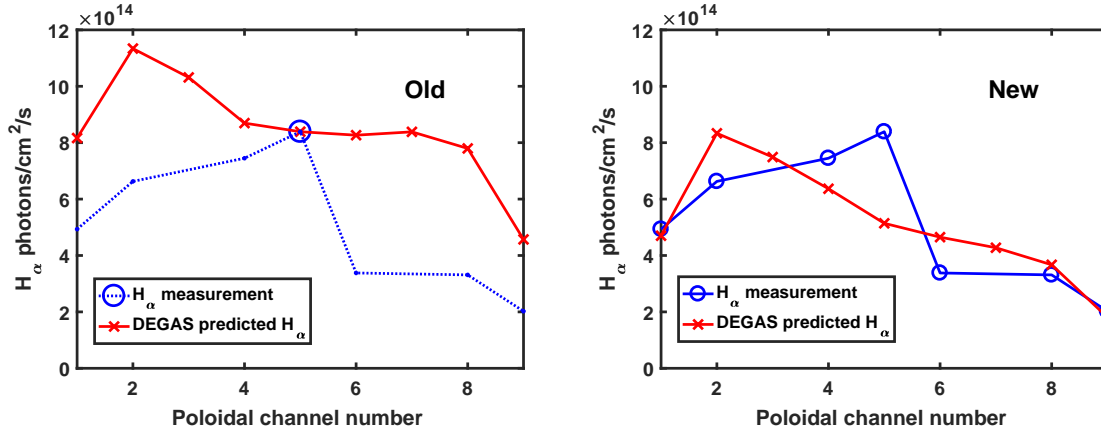 ×10^14
12
10
8
6
4
2
0
H_α photons/cm^2/s
Old
H_α measurement
DEGAS predicted H_α
2 4 6 8
Poloidal channel number
×10^14
12
10
8
6
4
2
0
H_α photons/cm^2/s
New
H_α measurement
DEGAS predicted H_α
2 4 6 8
Poloidal channel number